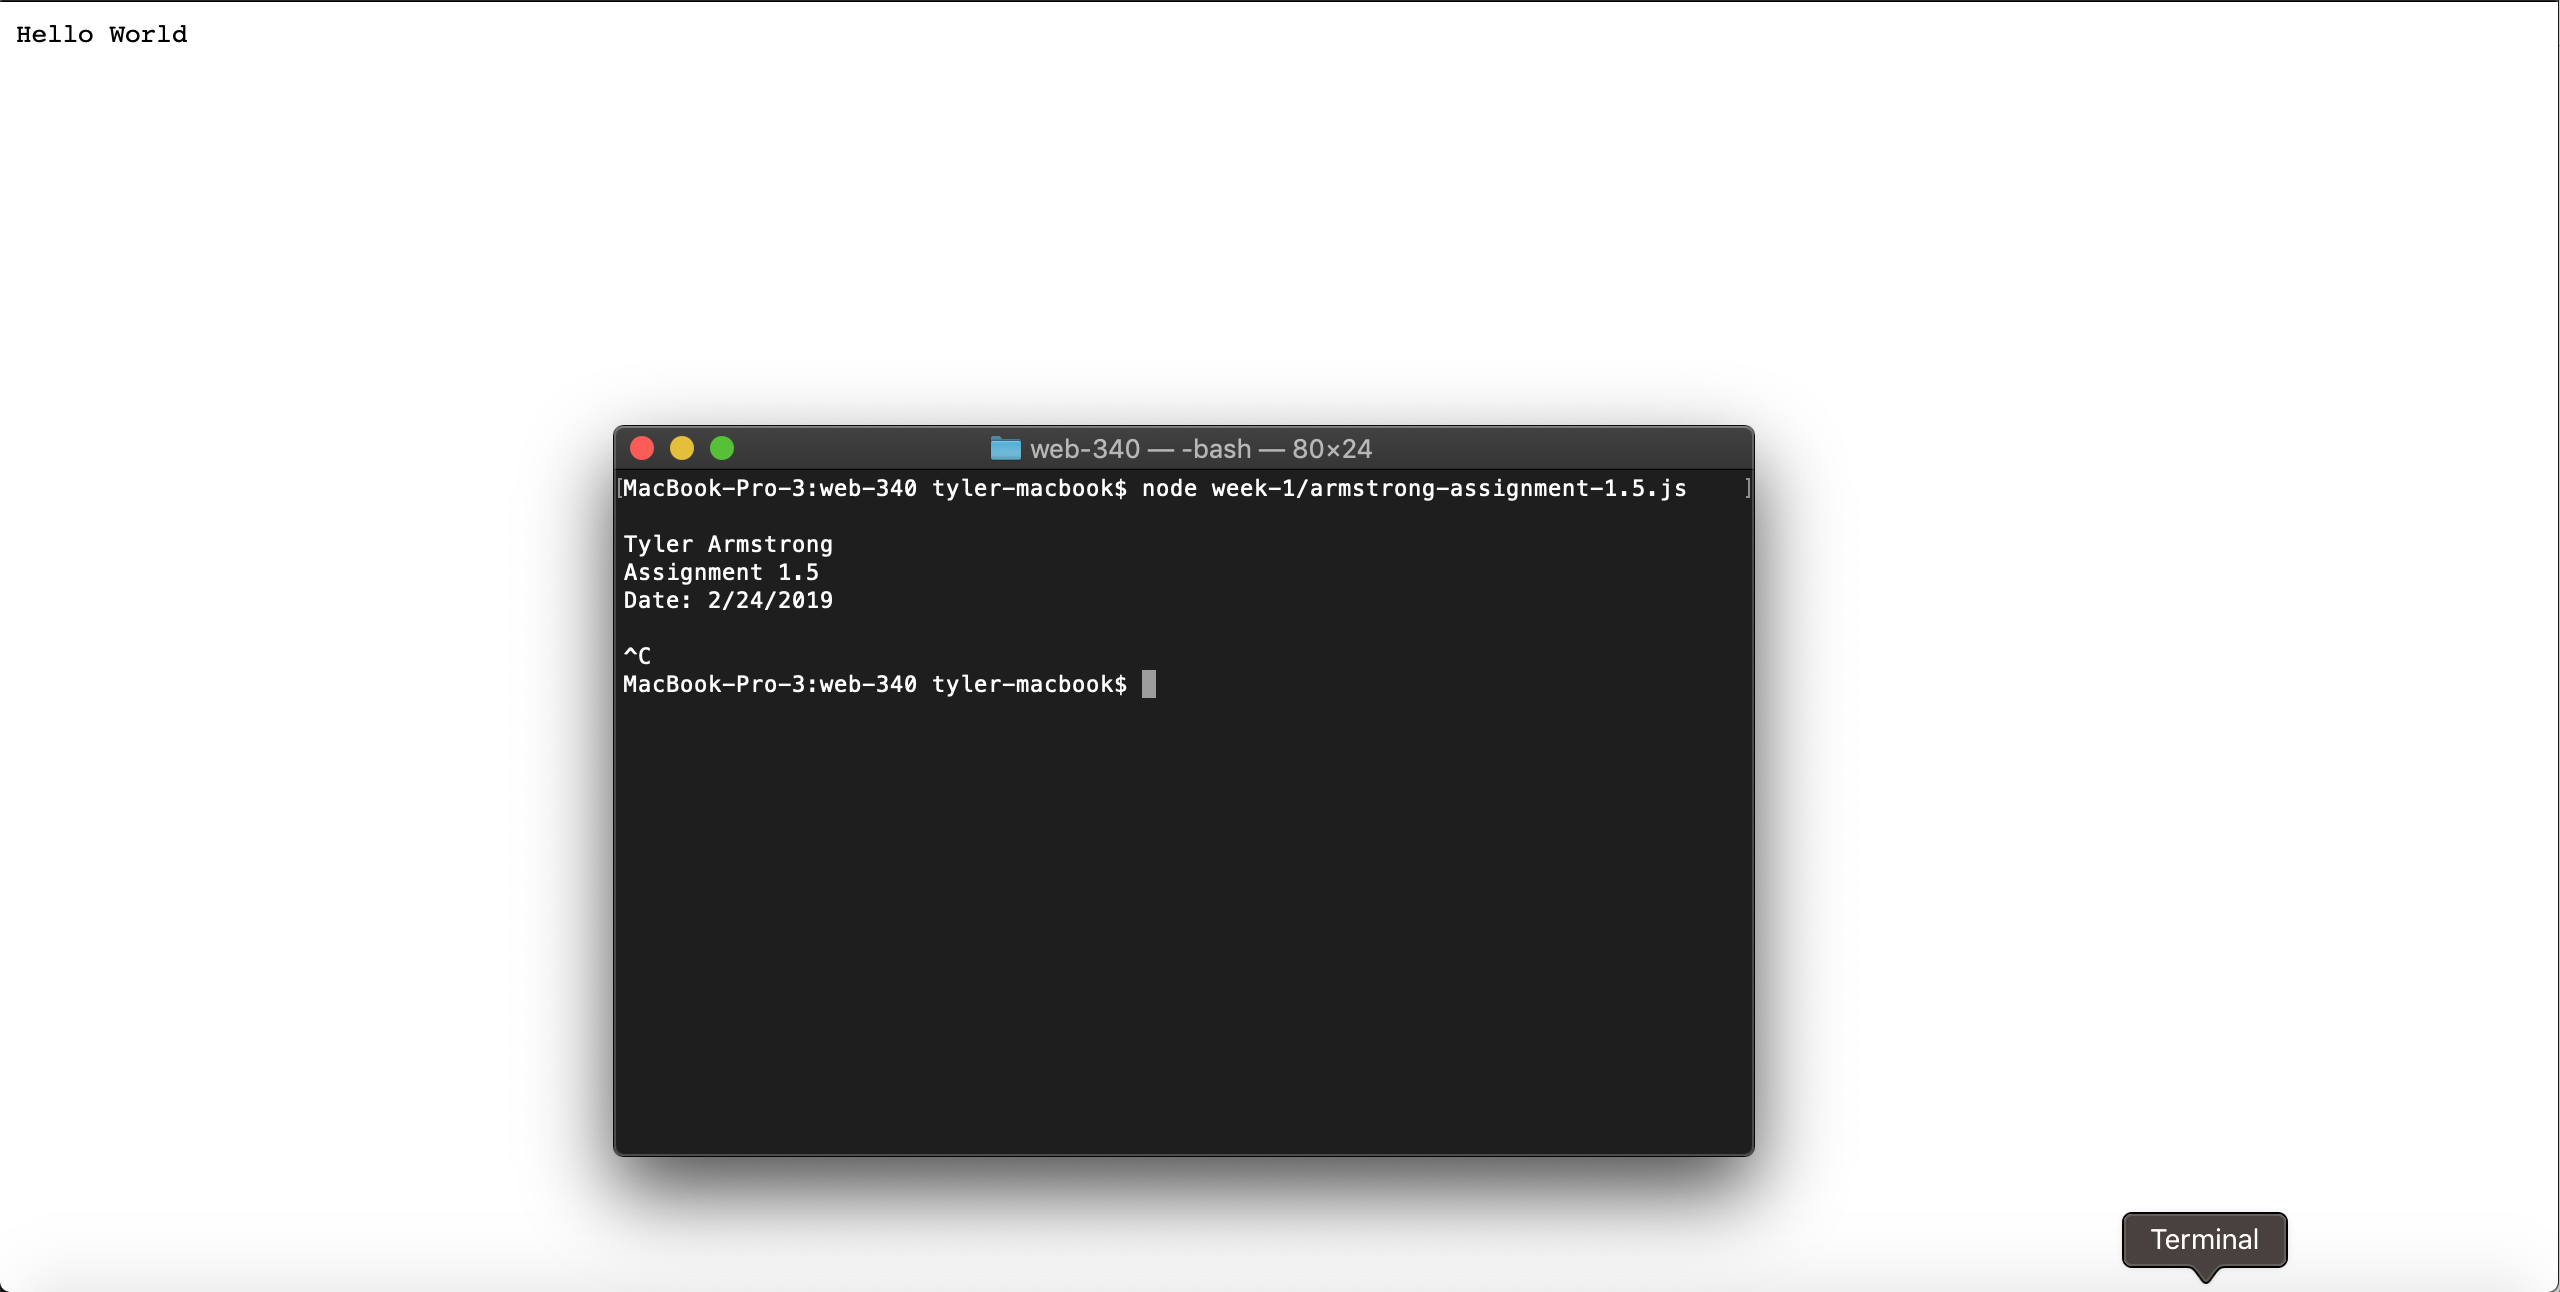 Hello World
web-340 — -bash — 80×24
[MacBook-Pro-3:web-340 tyler-macbook$ node week-1/armstrong-assignment-1.5.js ]
Tyler Armstrong
Assignment 1.5
Date: 2/24/2019
^C
MacBook-Pro-3:web-340 tyler-macbook$
Terminal